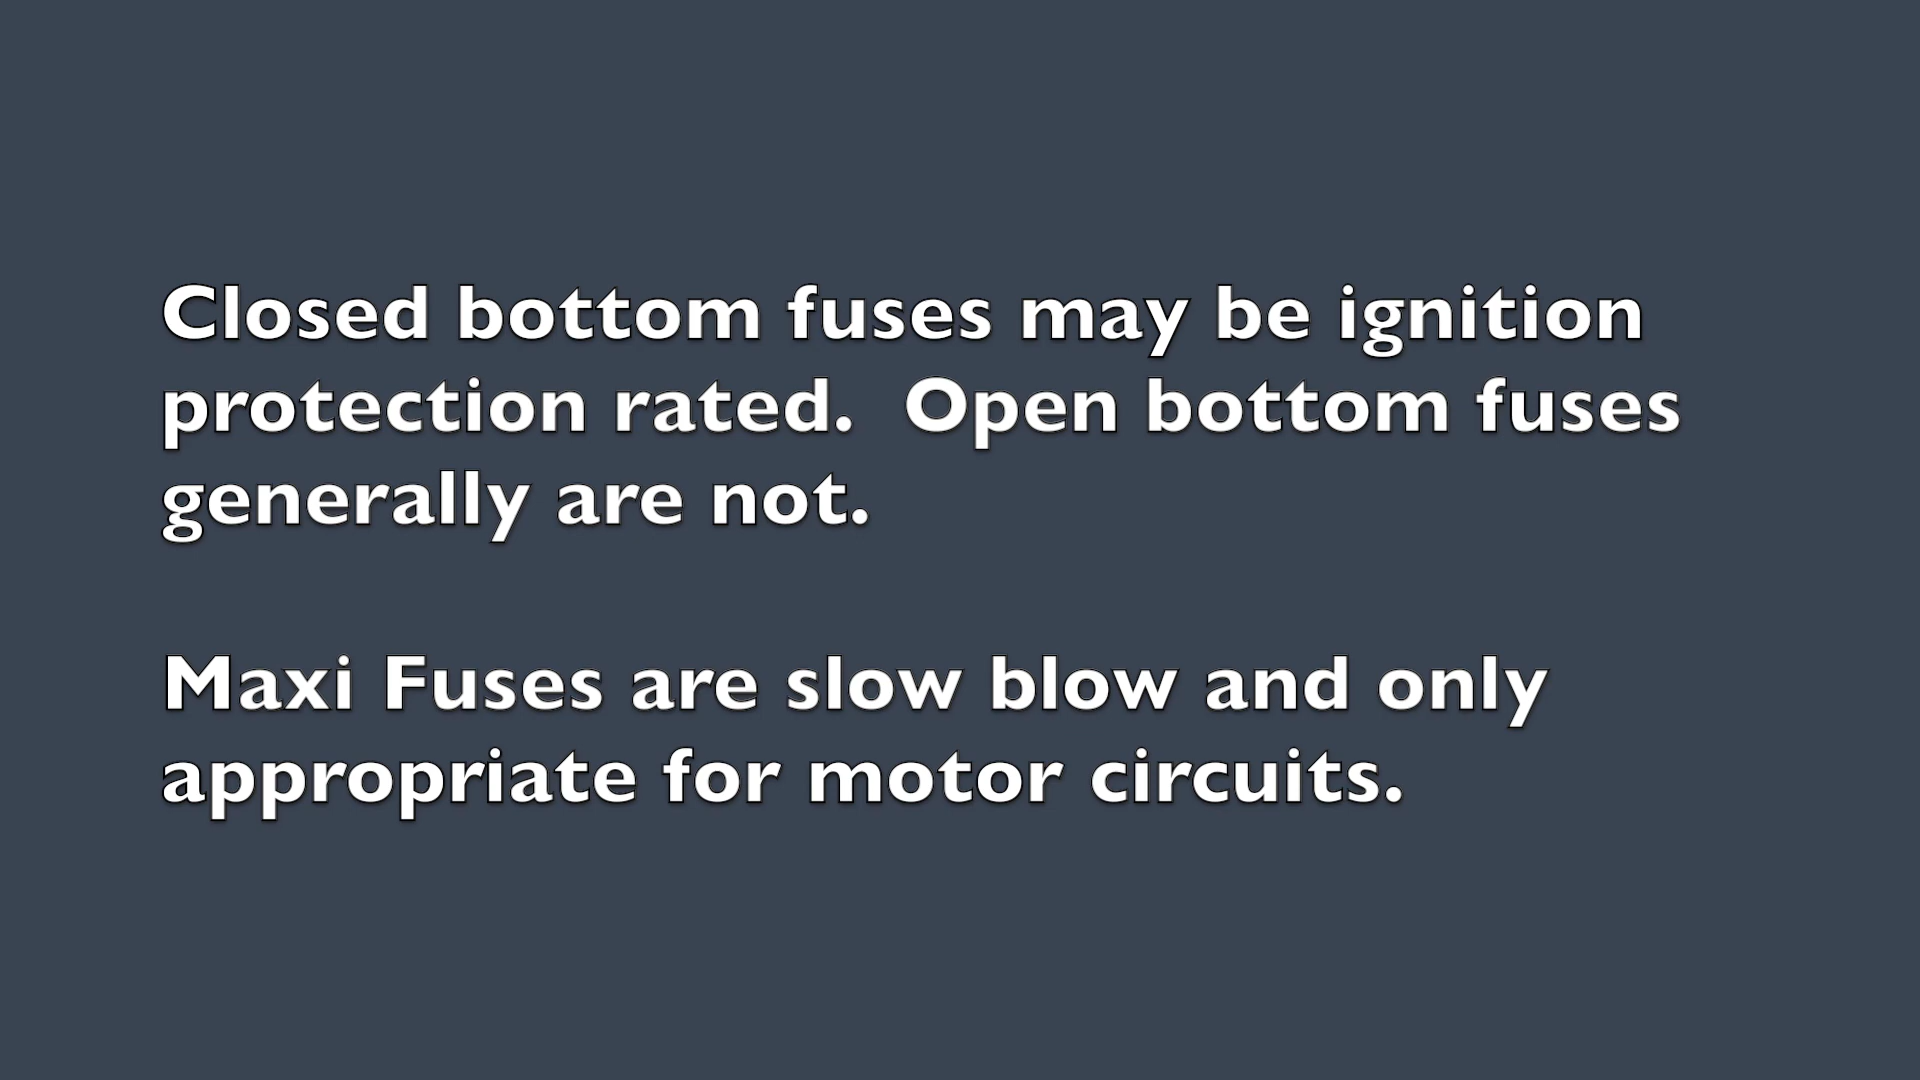 Closed bottom fuses may be ignition
protection rated.  Open bottom fuses
generally are not.
Maxi Fuses are slow blow and only
appropriate for motor circuits.